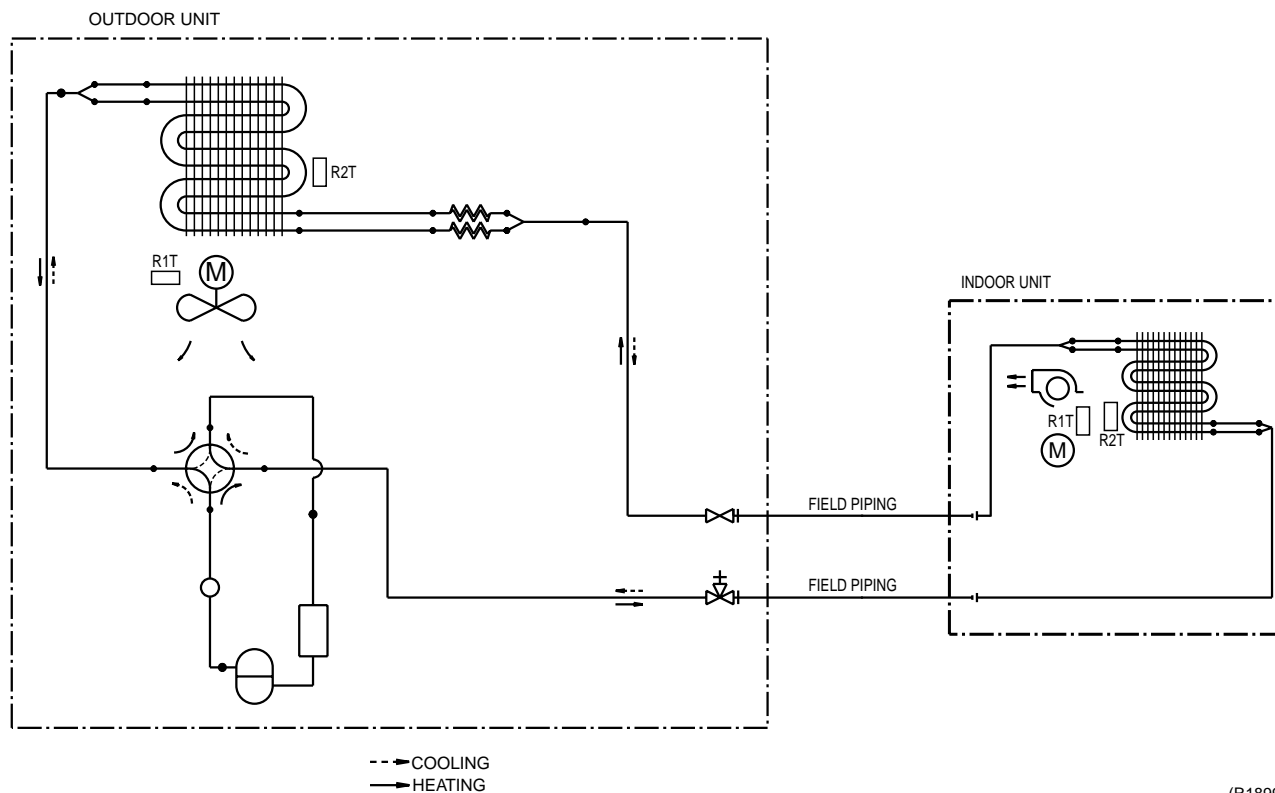 OUTDOOR UNIT
R2T
R1T
M
INDOOR UNIT
R1T
R2T
M
FIELD PIPING
FIELD PIPING
COOLING
HEATING